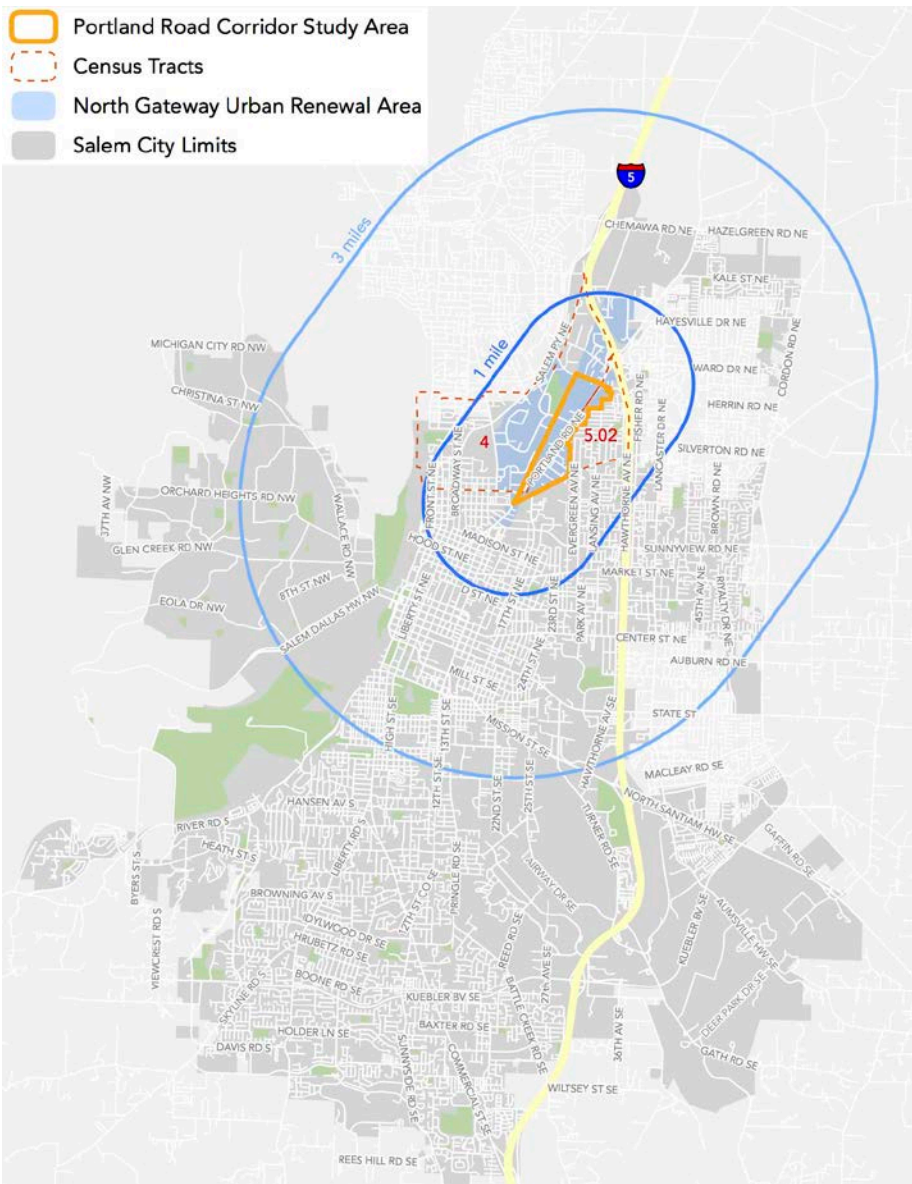 Portland Road Corridor Study Area
Census Tracts
North Gateway Urban Renewal Area
Salem City Limits
5
3 miles
CHEMAWA RD NE
HAZELGREEN RD NE
KALE ST NE
1 mile
SALEM PY NE
HAYESVILLE DR NE
CORDON RD NE
MICHIGAN CITY RD NW
WARD DR NE
CHRISTINA ST NW
FISHER RD NE
LANCASTER DR NE
HERRIN RD NE
4
PORTLAND RD NE
5.02
BROADWAY ST NE
FRONT ST NE
SILVERTON RD NE
37TH AV NW
ORCHARD HEIGHTS RD NW
WALLACE RD NW
EVERGREEN AV NE
LANSING AV NE
HAWTHORNE AV NE
BROWN RD NE
GLEN CREEK RD NW
HOOD ST NE
MADISON ST NE
SUNNYVIEW RD NE
MARKET ST NE
8TH ST NW
D ST NE
17TH ST NE
23RD ST NE
PARK AV NE
45TH AV NE
ROYALTY DR NE
EOLA DR NW
SALEM DALLAS HW NW
LIBERTY ST NE
CENTER ST NE
24TH ST NE
AUBURN RD NE
MILL ST SE
HIGH ST SE
13TH ST SE
MISSION ST SE
STATE ST
HAWTHORNE AV SE
12TH ST SE
22ND ST SE
25TH ST SE
MACLEAY RD SE
HANSEN AV S
RIVER RD S
TURNER RD SE
NORTH SANTIAM HW SE
GAFFIN RD SE
HEATH ST S
LIBERTY RD S
BYERS ST S
PRINGLE RD SE
AIRWAY DR SE
BROWNING AV S
12TH ST CO SE
KUEBLER BV SE
AUMSVILLE HW SE
IDYLWOOD DR SE
VIEWCREST RD S
HRUBETZ RD SE
REED RD SE
BOONE RD SE
27TH AVE SE
BATTLE CREEK RD SE
SKYLINE RD S
KUEBLER BV SE
DEER PARK DR SE
HOLDER LN SE
BAXTER RD SE
36TH AV SE
DAVIS RD S
SUNNYSIDE RD SE
COMMERCIAL ST SE
GATH RD SE
WILTSEY ST SE
REES HILL RD SE